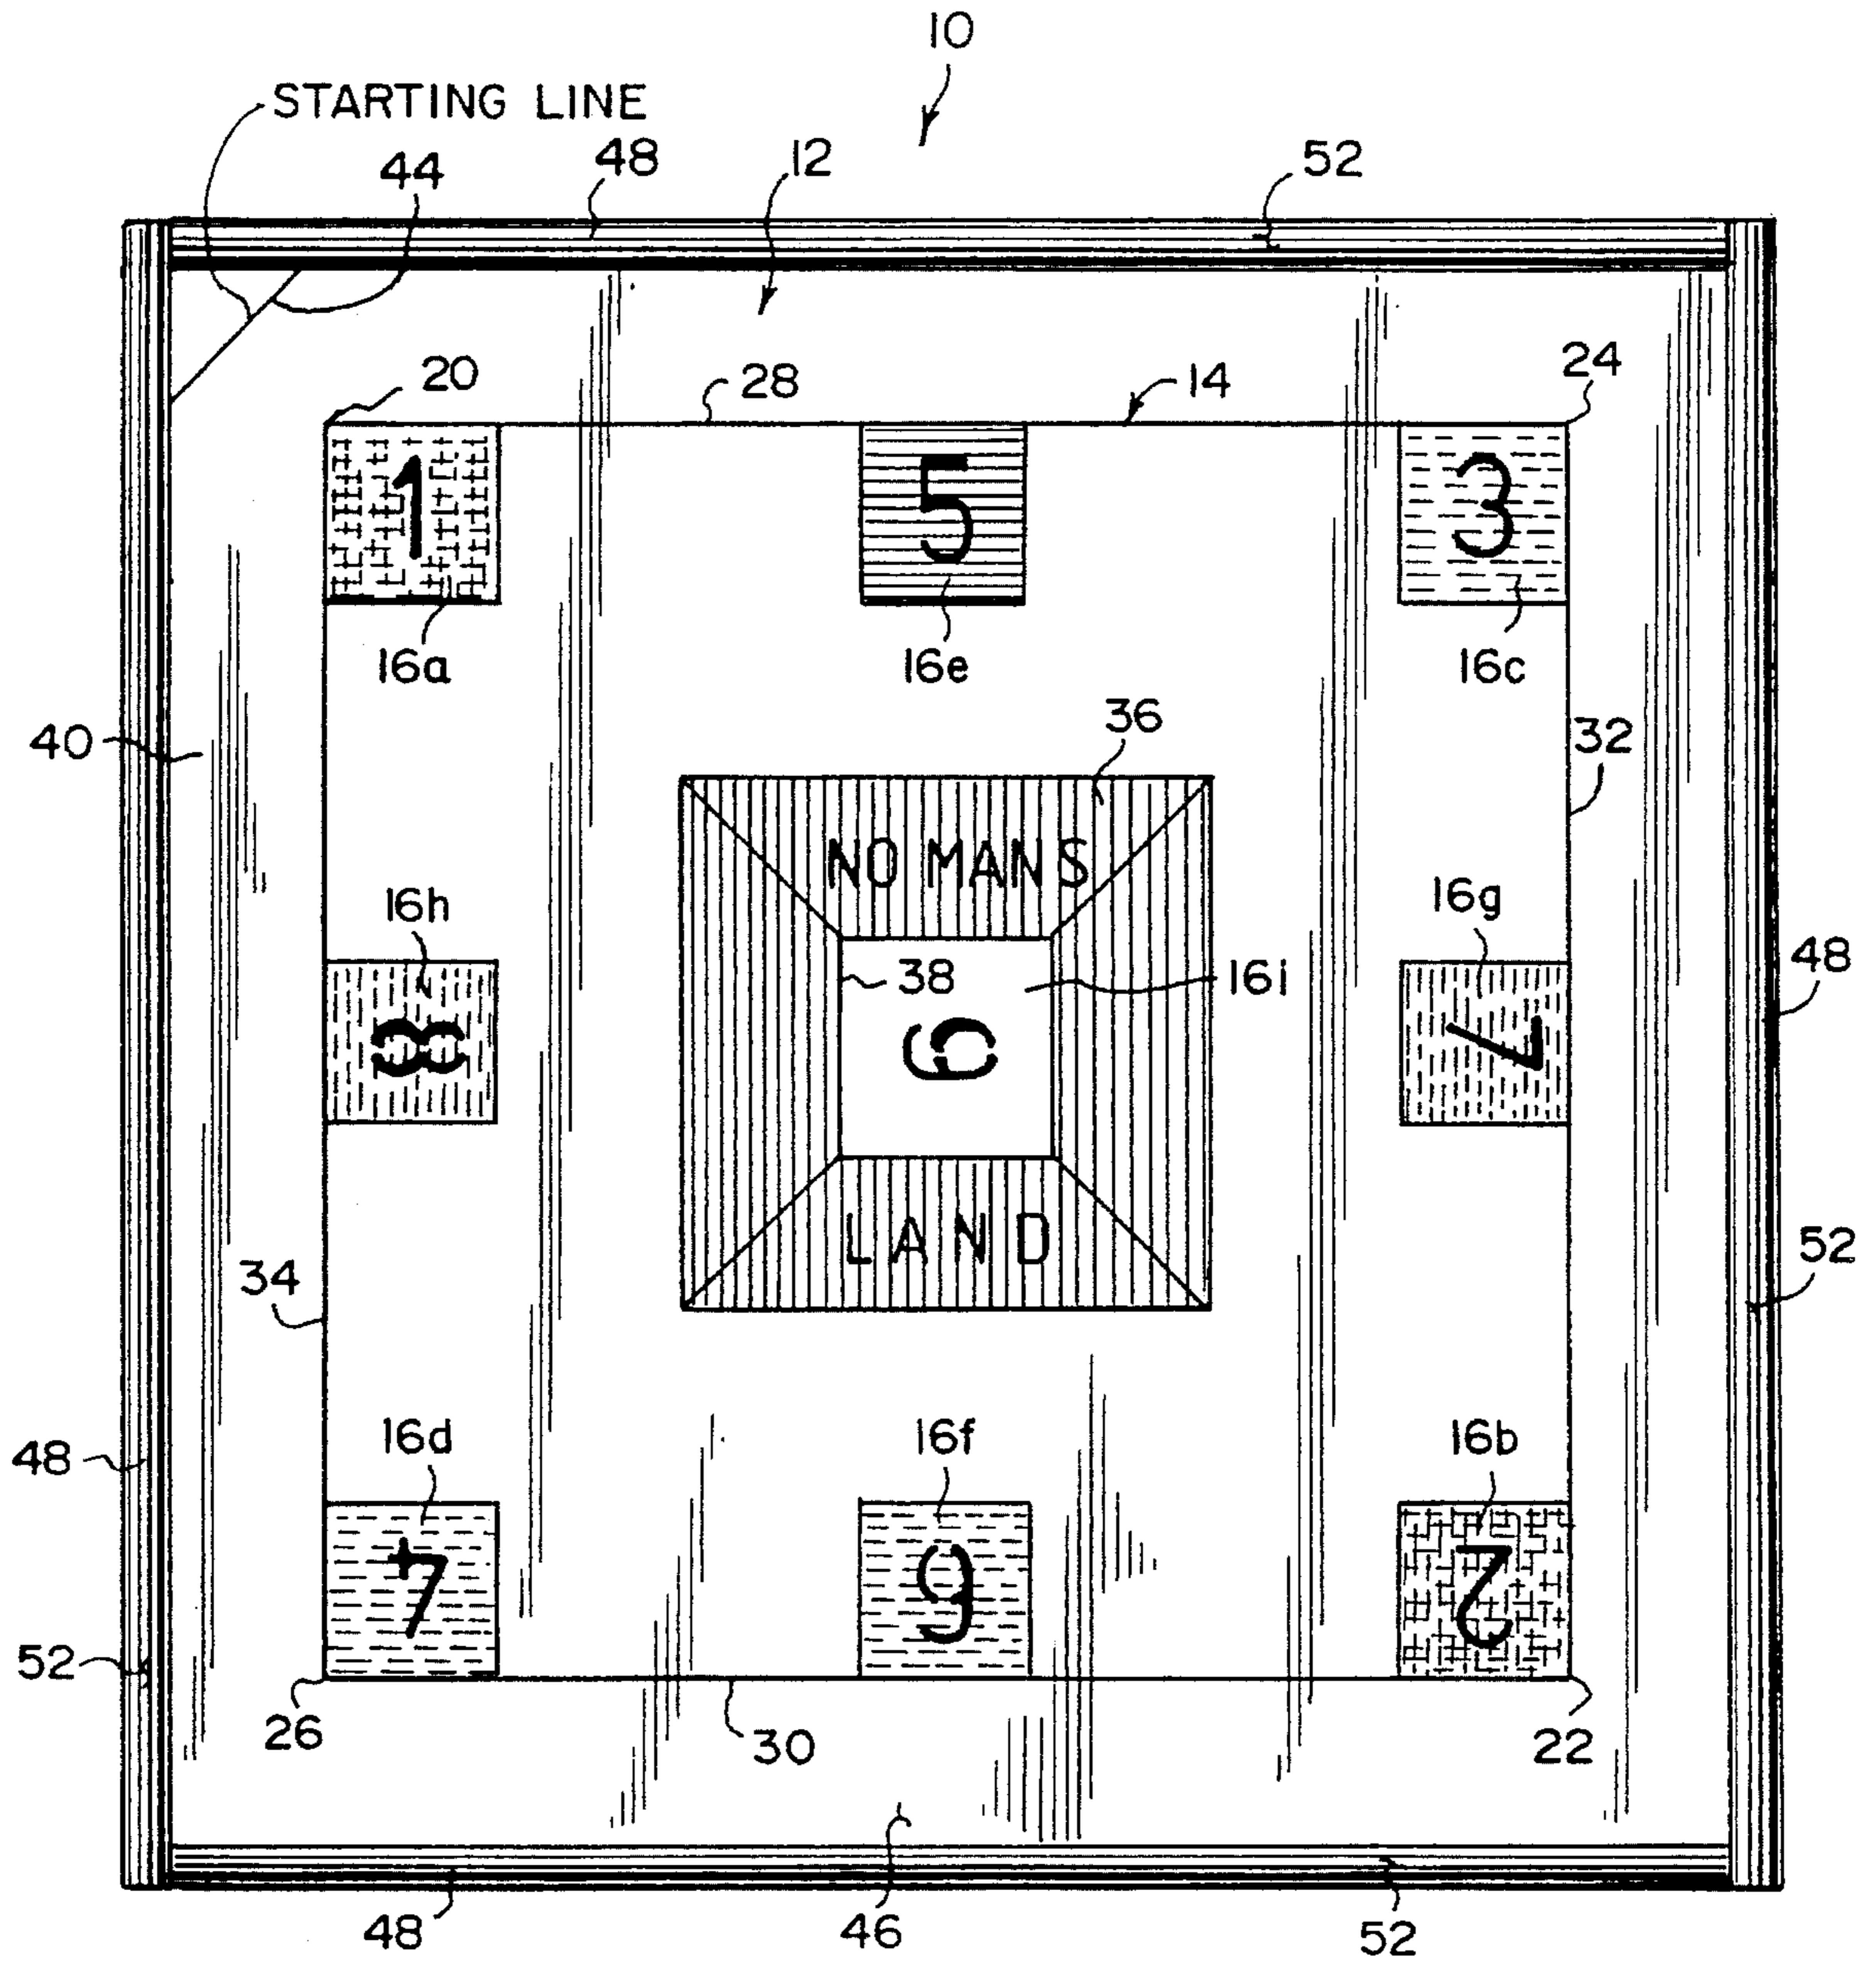 10
STARTING LINE
44 48 12 52
20 28 14 24
1 5 3
16a 16e 16c
40 36 32
NO MANS
16h 16g
38 16i 48
8 9 7
LAND
34 52
16d 16f 16b
48
4 6 2
52
26 30 22
48 46 52